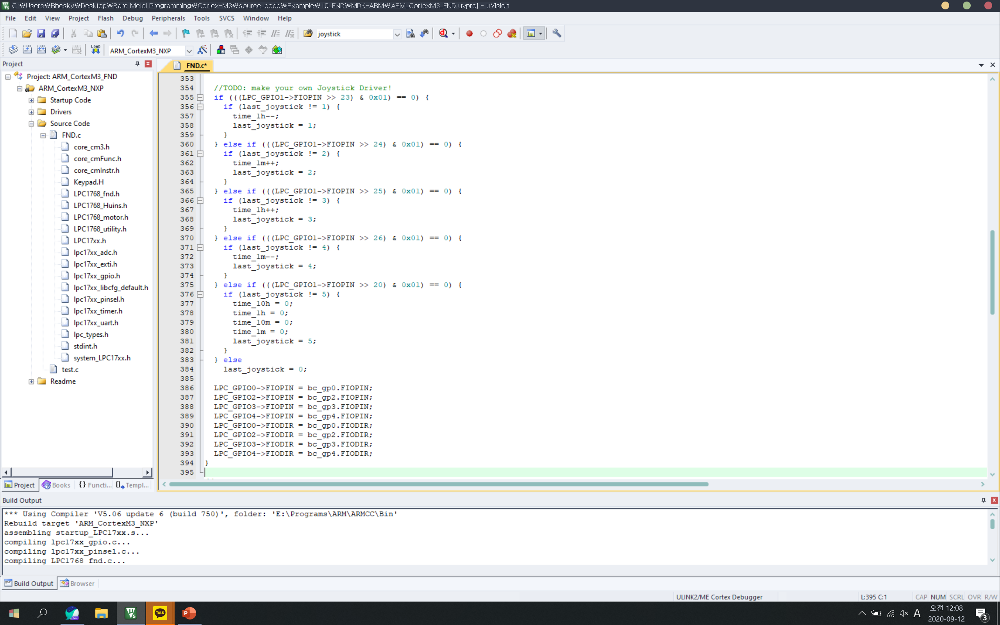 C:₩Users₩Rhcsky₩Desktop₩Bare Metal Programming₩Cortex-M3₩source_code₩Example₩10_FND₩MDK-ARM₩ARM_CortexM3_FND.uvproj - µVision
File Edit View Project Flash Debug Peripherals Tools SVCS Window Help
joystick
LOAD
ARM_CortexM3_NXP
Project
Project: ARM_CortexM3_FND
ARM_CortexM3_NXP
Startup Code
Drivers
Source Code
FND.c
core_cm3.h
core_cmFunc.h
core_cmInstr.h
Keypad.H
LPC1768_fnd.h
LPC1768_Huins.h
LPC1768_motor.h
LPC1768_utility.h
LPC17xx.h
lpc17xx_adc.h
lpc17xx_exti.h
lpc17xx_gpio.h
lpc17xx_libcfg_default.h
lpc17xx_pinsel.h
lpc17xx_timer.h
lpc17xx_uart.h
lpc_types.h
stdint.h
system_LPC17xx.h
test.c
Readme
Project Books {} Functi... Templ...
FND.c*
353
354 //TODO: make your own Joystick Driver!
355 if (((LPC_GPIO1->FIOPIN >> 23) & 0x01) == 0) {
356 if (last_joystick != 1) {
357 time_1h--;
358 last_joystick = 1;
359 }
360 } else if (((LPC_GPIO1->FIOPIN >> 24) & 0x01) == 0) {
361 if (last_joystick != 2) {
362 time_1m++;
363 last_joystick = 2;
364 }
365 } else if (((LPC_GPIO1->FIOPIN >> 25) & 0x01) == 0) {
366 if (last_joystick != 3) {
367 time_1h++;
368 last_joystick = 3;
369 }
370 } else if (((LPC_GPIO1->FIOPIN >> 26) & 0x01) == 0) {
371 if (last_joystick != 4) {
372 time_1m--;
373 last_joystick = 4;
374 }
375 } else if (((LPC_GPIO1->FIOPIN >> 20) & 0x01) == 0) {
376 if (last_joystick != 5) {
377 time_10h = 0;
378 time_1h = 0;
379 time_10m = 0;
380 time_1m = 0;
381 last_joystick = 5;
382 }
383 } else
384 last_joystick = 0;
385
386 LPC_GPIO0->FIOPIN = bc_gp0.FIOPIN;
387 LPC_GPIO2->FIOPIN = bc_gp2.FIOPIN;
388 LPC_GPIO3->FIOPIN = bc_gp3.FIOPIN;
389 LPC_GPIO4->FIOPIN = bc_gp4.FIOPIN;
390 LPC_GPIO0->FIODIR = bc_gp0.FIODIR;
391 LPC_GPIO2->FIODIR = bc_gp2.FIODIR;
392 LPC_GPIO3->FIODIR = bc_gp3.FIODIR;
393 LPC_GPIO4->FIODIR = bc_gp4.FIODIR;
394 }
395
Build Output
*** Using Compiler 'V5.06 update 6 (build 750)', folder: 'E:\Programs\ARM\ARMCC\Bin'
Rebuild target 'ARM_CortexM3_NXP'
assembling startup_LPC17xx.s...
compiling lpc17xx_gpio.c...
compiling lpc17xx_pinsel.c...
compiling LPC1768_fnd.c...
Build Output Browser
ULINK2/ME Cortex Debugger L:395 C:1 CAP NUM SCRL OVR R/W
Beta
TALK
A
오전 12:08
2020-09-12
3